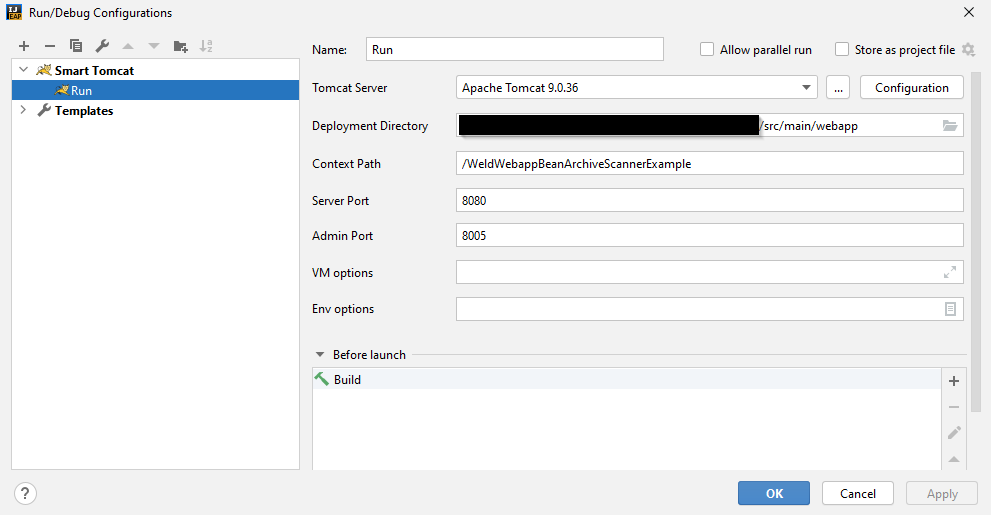 IJ
EAP
Run/Debug Configurations
Name: Run Allow parallel run Store as project file
Smart Tomcat
Run
Templates
Tomcat Server Apache Tomcat 9.0.36 ... Configuration
Deployment Directory /src/main/webapp
Context Path /WeldWebappBeanArchiveScannerExample
Server Port 8080
Admin Port 8005
VM options
Env options
Before launch
Build
? OK Cancel Apply